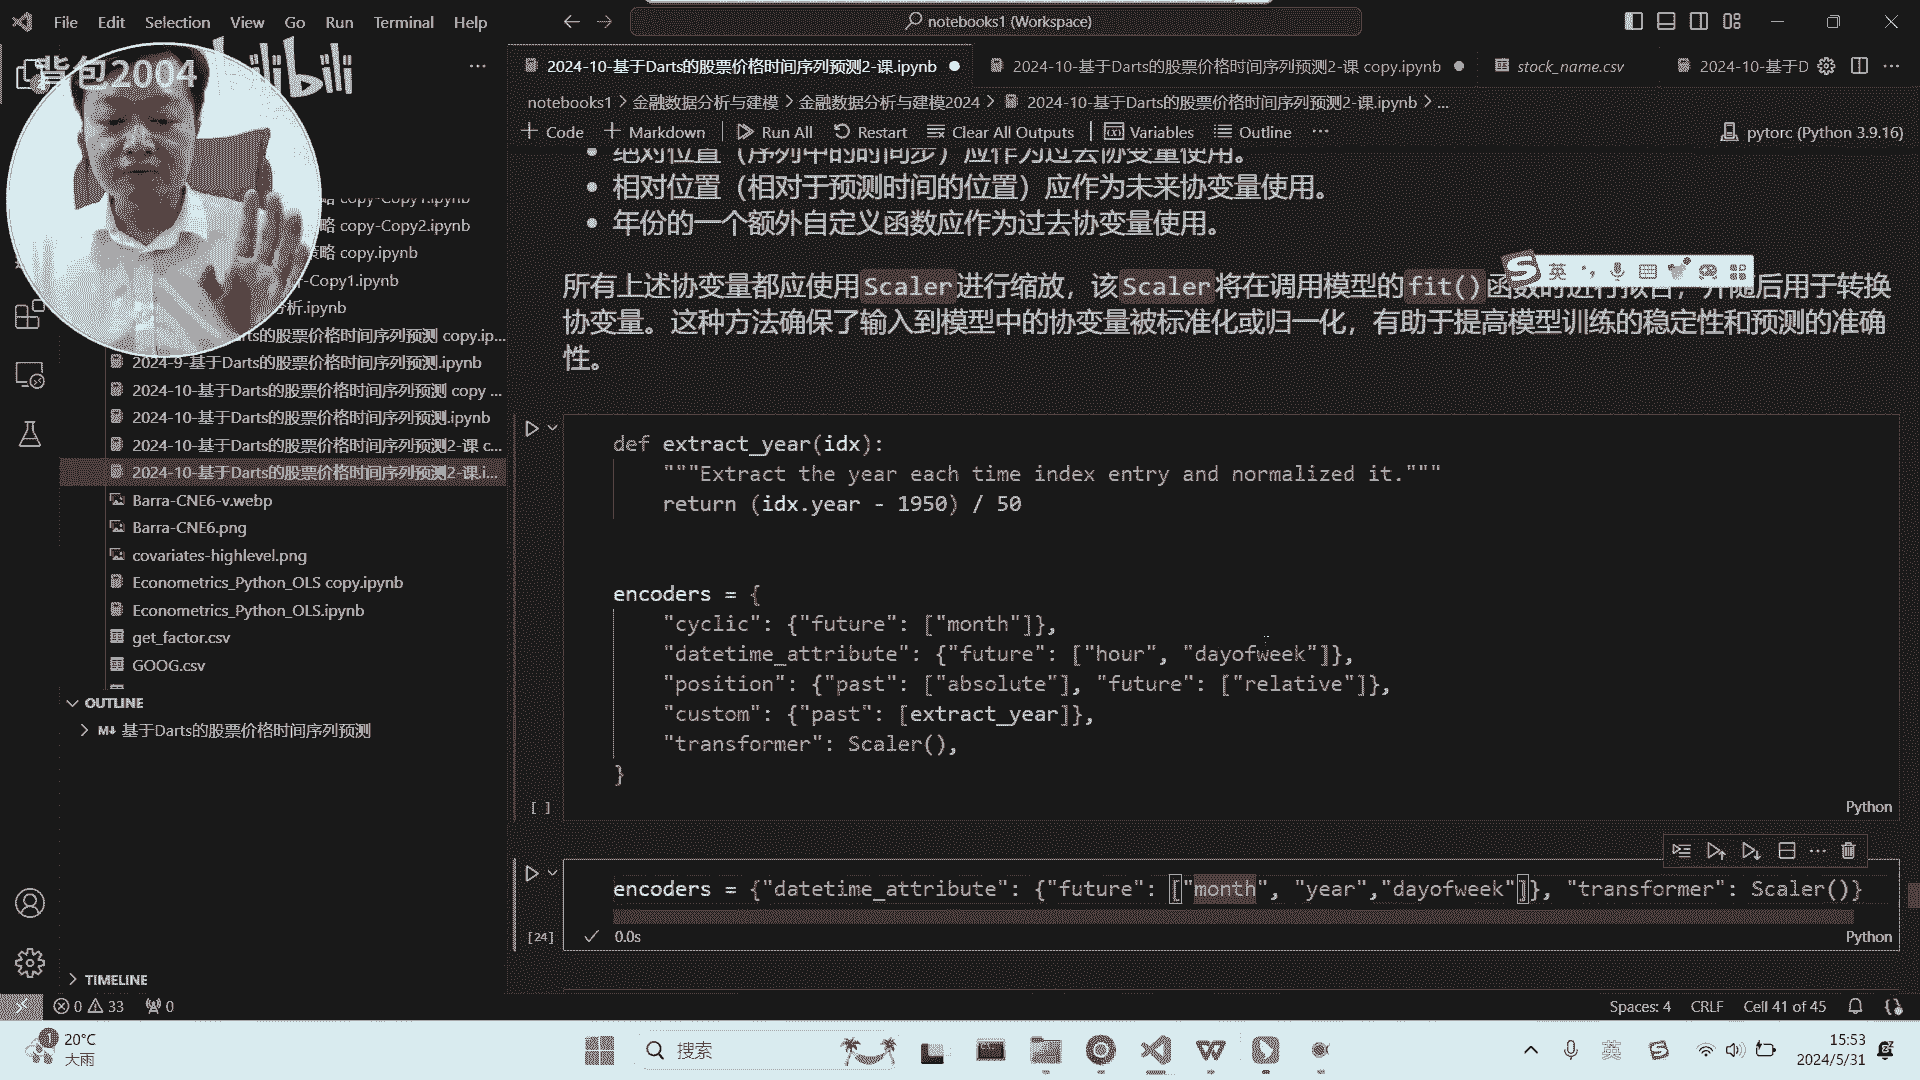 File Edit Selection View Go Run Terminal Help
notebooks1 (Workspace)
背包2004 bilibili
2024-10-基于Darts的股票价格时间序列预测2-课.ipynb
2024-10-基于Darts的股票价格时间序列预测2-课 copy.ipynb
stock_name.csv
2024-10-基于D
notebooks1 > 金融数据分析与建模 > 金融数据分析与建模2024 > 2024-10-基于Darts的股票价格时间序列预测2-课.ipynb > ...
Code Markdown Run All Restart Clear All Outputs Variables Outline ...
pytorc (Python 3.9.16)
略 copy-Copy1.ipynb
略 copy-Copy2.ipynb
策略 copy.ipynb
-Copy1.ipynb
分析.ipynb
的股票价格时间序列预测 copy.ip...
2024-9-基于Darts的股票价格时间序列预测.ipynb
2024-10-基于Darts的股票价格时间序列预测 copy ...
2024-10-基于Darts的股票价格时间序列预测.ipynb
2024-10-基于Darts的股票价格时间序列预测2-课 c...
2024-10-基于Darts的股票价格时间序列预测2-课.i...
Barra-CNE6-v.webp
Barra-CNE6.png
covariates-highlevel.png
Econometrics_Python_OLS copy.ipynb
Econometrics_Python_OLS.ipynb
get_factor.csv
GOOG.csv
OUTLINE
M↓ 基于Darts的股票价格时间序列预测
TIMELINE
绝对位置（序列中的时间步）应作为过去协变量使用。
相对位置（相对于预测时间的位置）应作为未来协变量使用。
年份的一个额外自定义函数应作为过去协变量使用。
英
所有上述协变量都应使用Scaler进行缩放，该Scaler将在调用模型的fit()函数时进行拟合，并随后用于转换
协变量。这种方法确保了输入到模型中的协变量被标准化或归一化，有助于提高模型训练的稳定性和预测的准确
性。
def extract_year(idx):
"""Extract the year each time index entry and normalized it."""
return (idx.year - 1950) / 50
encoders = {
"cyclic": {"future": ["month"]},
"datetime_attribute": {"future": ["hour", "dayofweek"]},
"position": {"past": ["absolute"], "future": ["relative"]},
"custom": {"past": [extract_year]},
"transformer": Scaler(),
}
[ ]
Python
encoders = {"datetime_attribute": {"future": ["month", "year","dayofweek"]}, "transformer": Scaler()}
[24] 0.0s
Python
0 33 0
Spaces: 4 CRLF Cell 41 of 45
1
20°C
大雨
搜索
英
15:53
2024/5/31